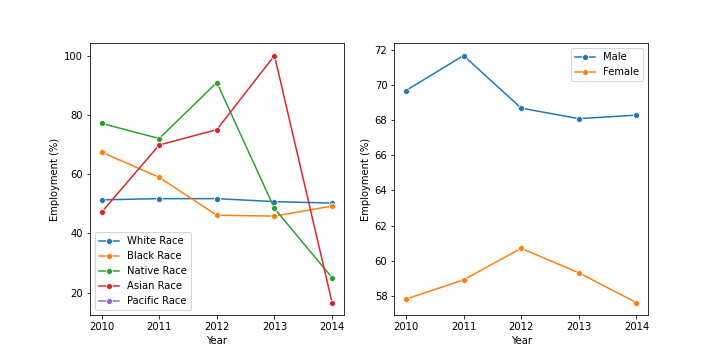 100
80
60
40
20
Employment (%)
White Race
Black Race
Native Race
Asian Race
Pacific Race
2010 2011 2012 2013 2014
Year
72
70
68
66
64
62
60
58
Employment (%)
Male
Female
2010 2011 2012 2013 2014
Year